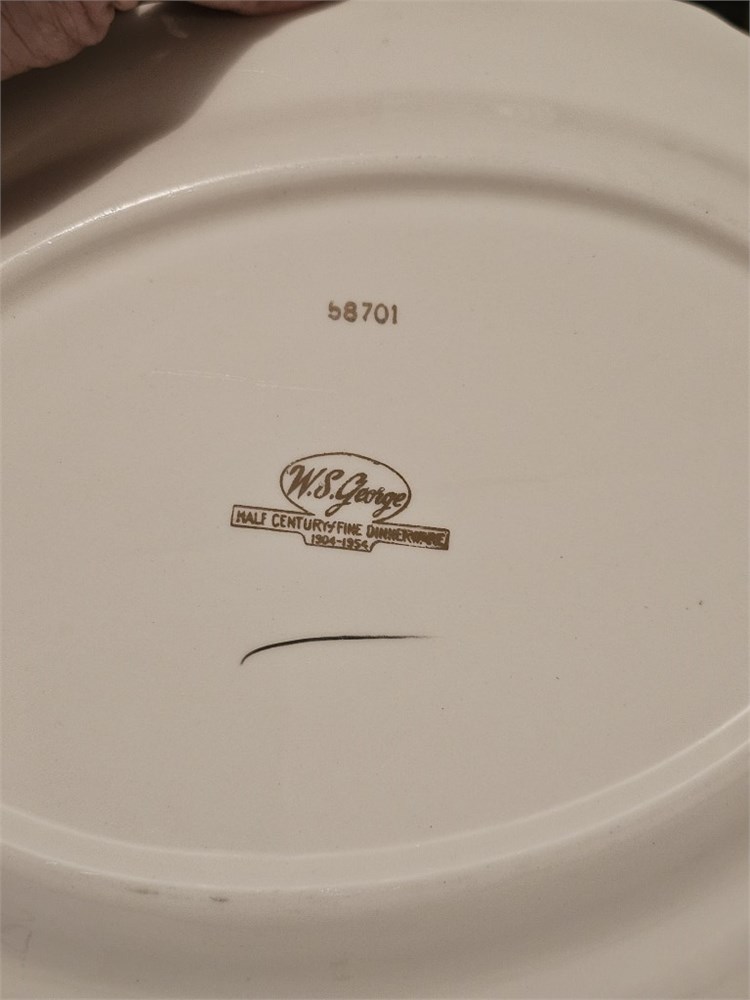 58701
W.S. George
HALF CENTURY of FINE DINNERWARE
1904-1954